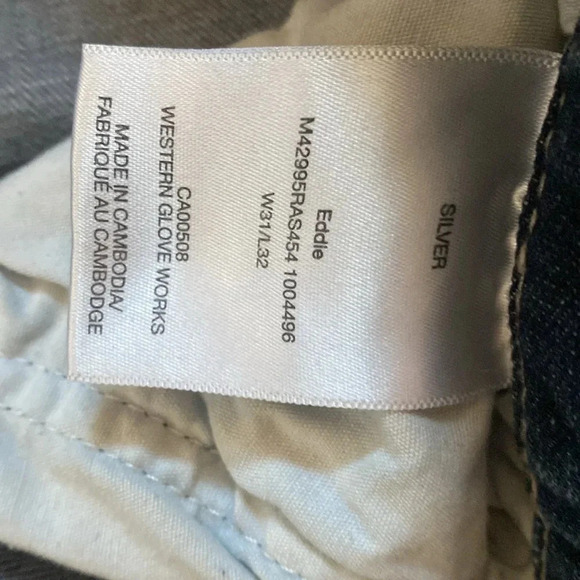 SILVER
Eddie
M42995RAS454 1004496
W31/L32
CA00508
WESTERN GLOVE WORKS
MADE IN CAMBODIA/
FABRIQUÉ AU CAMBODGE